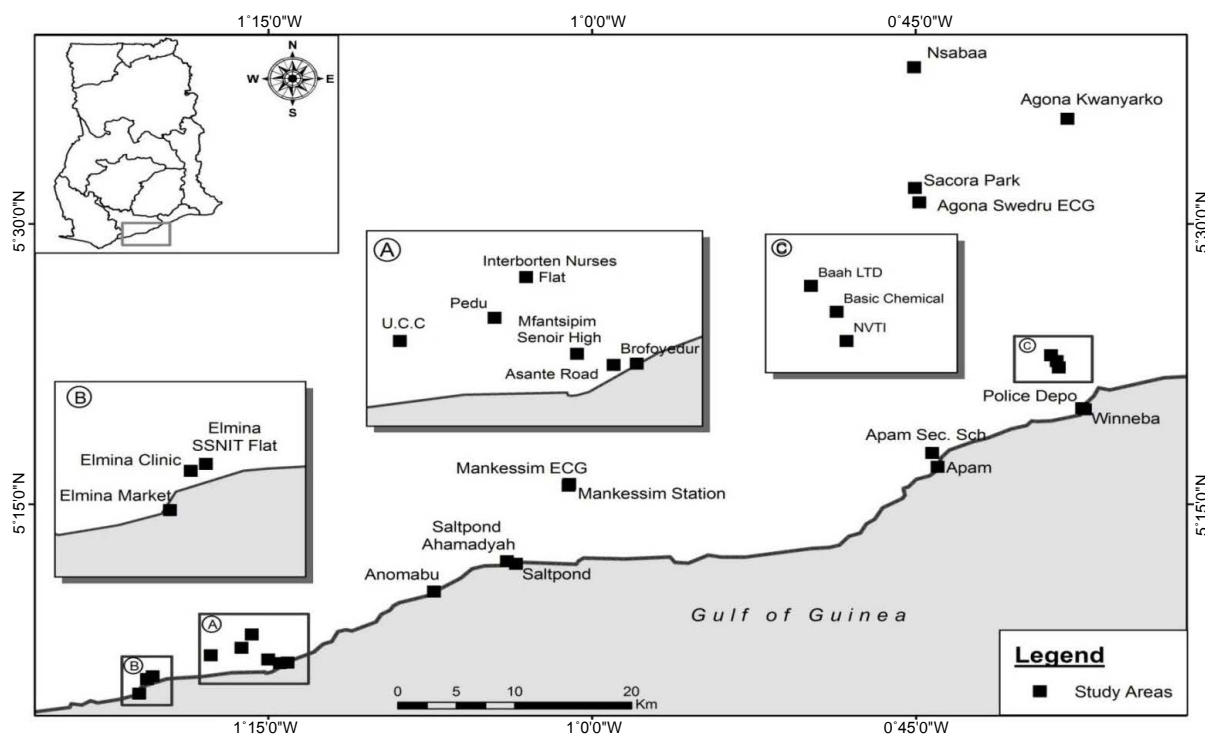 1˚15'0"W
1˚00'0"W
0˚45'0"W
N
W E
S
Nsabaa
Agona Kwanyarko
Sacora Park
Agona Swedru ECG
5˚30'0"N
5˚30'0"N
A
Interborten Nurses
Flat
Pedu
U.C.C
Mfantsipim
Senoir High
Brofoyedur
Asante Road
C
Baah LTD
Basic Chemical
NVTI
C
Police Depo
Winneba
B
Elmina
SSNIT Flat
Elmina Clinic
Elmina Market
Apam Sec. Sch
Apam
Mankessim ECG
Mankessim Station
5˚15'0"N
5˚15'0"N
Saltpond
Ahamadyah
Saltpond
Anomabu
Gulf of Guinea
A
B
Legend
Study Areas
0 5 10 20
Km
1˚15'0"W
1˚00'0"W
0˚45'0"W